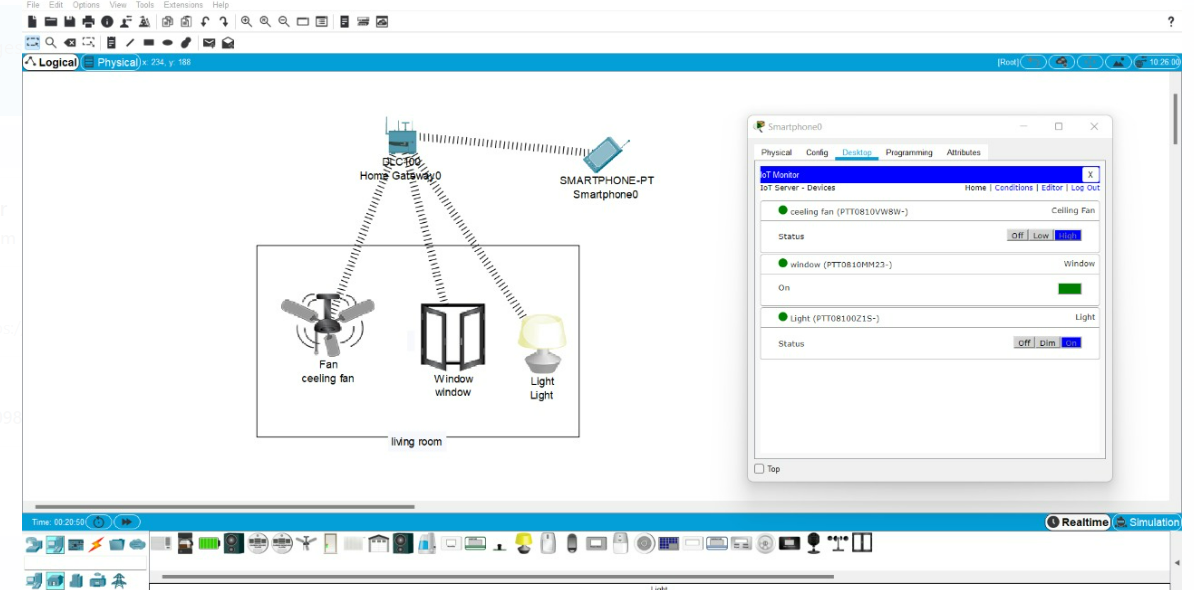 File Edit Options View Tools Extensions Help
?
Logical Physical x: 234, y: 188 [Root] 10:26:00
DLC100
Home Gateway0
SMARTPHONE-PT
Smartphone0
Fan
ceeling fan
Window
window
Light
Light
living room
Smartphone0
Physical Config Desktop Programming Attributes
IoT Monitor X
IoT Server - Devices Home | Conditions | Editor | Log Out
ceeling fan (PTT0810VW8W-) Ceiling Fan
Status Off Low High
window (PTT0810MM23-) Window
On
Light (PTT08100Z1S-) Light
Status Off Dim On
Top
Time: 00:20:50 Realtime Simulation
Light